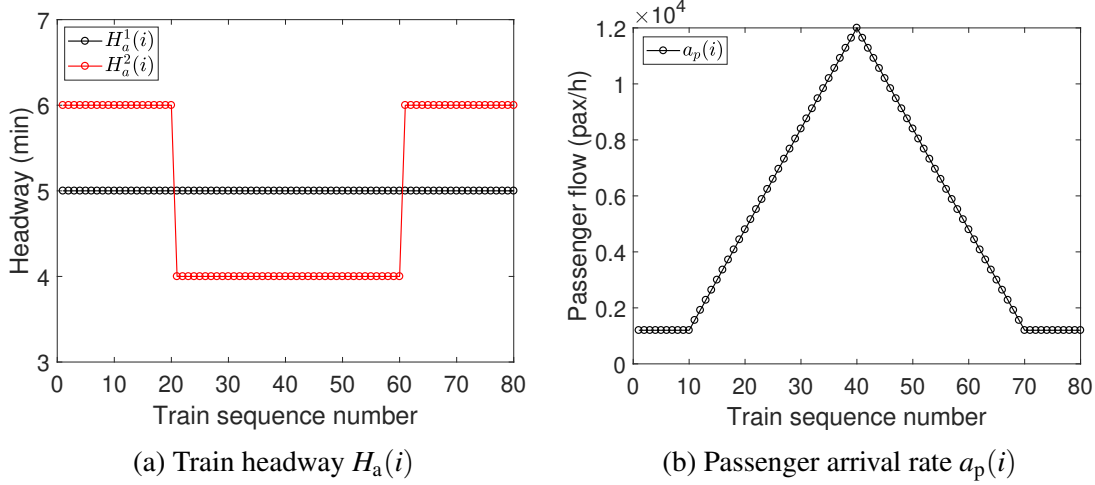 7
6
5
4
3
Headway (min)
H_a^1(i)
H_a^2(i)
0 10 20 30 40 50 60 70 80
Train sequence number
(a) Train headway H_a(i)
×10^4
1.2
1
0.8
0.6
0.4
0.2
0
Passenger flow (pax/h)
a_p(i)
0 10 20 30 40 50 60 70 80
Train sequence number
(b) Passenger arrival rate a_p(i)